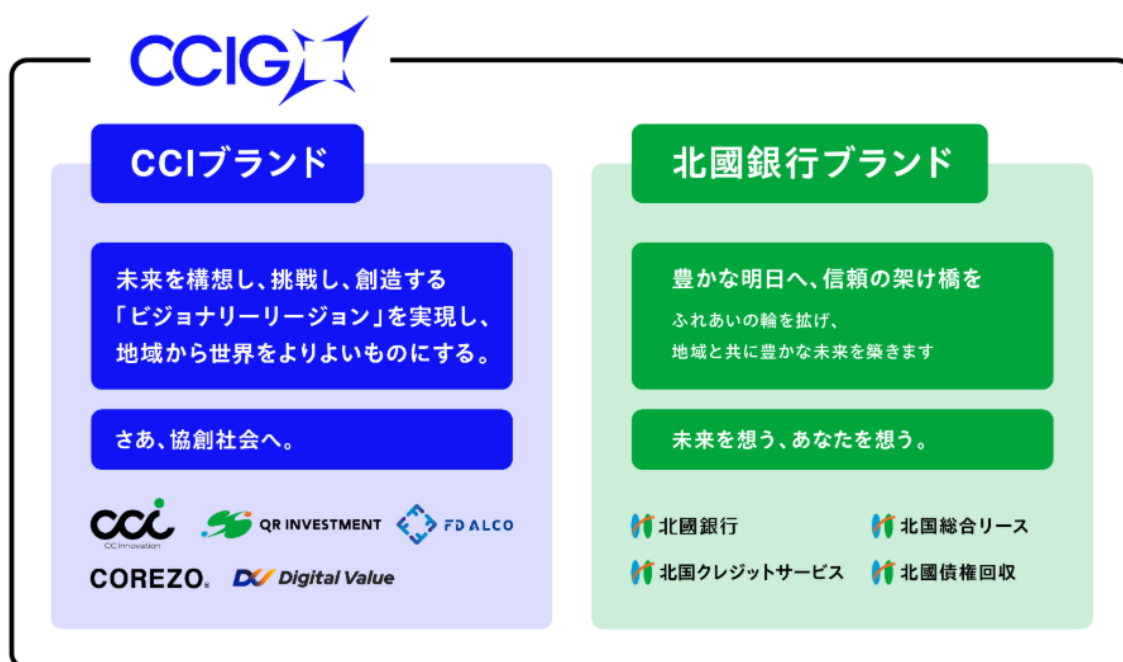 CCIG
CCIブランド
未来を構想し、挑戦し、創造する
「ビジョナリーリージョン」を実現し、
地域から世界をよりよいものにする。
さあ、協創社会へ。
cci
CC Innovation
QR INVESTMENT
FDALCO
COREZO®
Digital Value
北國銀行ブランド
豊かな明日へ、信頼の架け橋を
ふれあいの輪を拡げ、
地域と共に豊かな未来を築きます
未来を想う、あなたを想う。
北國銀行
北国総合リース
北国クレジットサービス
北國債権回収